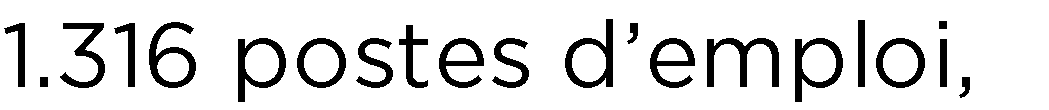 1.316 postes d’emploi,